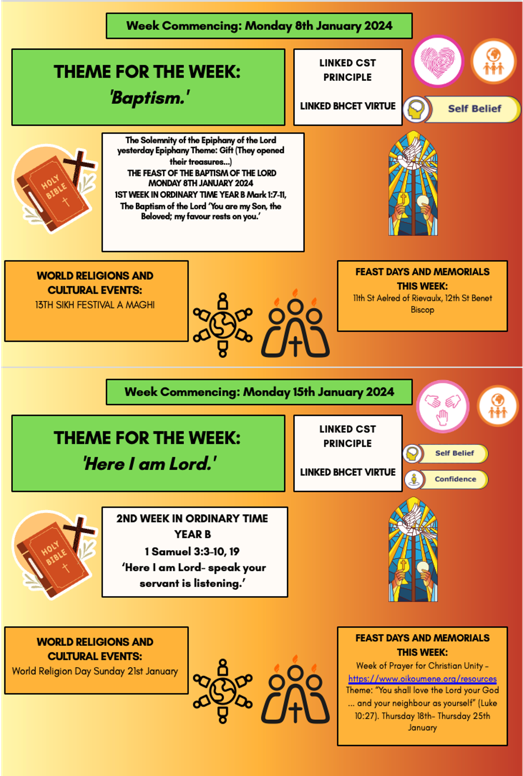 Week Commencing: Monday 8th January 2024
THEME FOR THE WEEK:
'Baptism.'
LINKED CST
PRINCIPLE
LINKED BHCET VIRTUE
Self Belief
HOLY
BIBLE
The Solemnity of the Epiphany of the Lord
yesterday Epiphany Theme: Gift (They opened
their treasures...)
THE FEAST OF THE BAPTISM OF THE LORD
MONDAY 8TH JANUARY 2024
1ST WEEK IN ORDINARY TIME YEAR B Mark 1:7-11,
The Baptism of the Lord 'You are my Son, the
Beloved; my favour rests on you.'
WORLD RELIGIONS AND
CULTURAL EVENTS:
13TH SIKH FESTIVAL A MAGHI
FEAST DAYS AND MEMORIALS
THIS WEEK:
11th St Aelred of Rievaulx, 12th St Benet
Biscop
Week Commencing: Monday 15th January 2024
THEME FOR THE WEEK:
'Here I am Lord.'
LINKED CST
PRINCIPLE
LINKED BHCET VIRTUE
Self Belief
Confidence
HOLY
BIBLE
2ND WEEK IN ORDINARY TIME
YEAR B
1 Samuel 3:3-10, 19
'Here I am Lord- speak your
servant is listening.'
WORLD RELIGIONS AND
CULTURAL EVENTS:
World Religion Day Sunday 21st January
FEAST DAYS AND MEMORIALS
THIS WEEK:
Week of Prayer for Christian Unity -
https://www.oikoumene.org/resources
Theme: "You shall love the Lord your God
... and your neighbour as yourself" (Luke
10:27). Thursday 18th- Thursday 25th
January